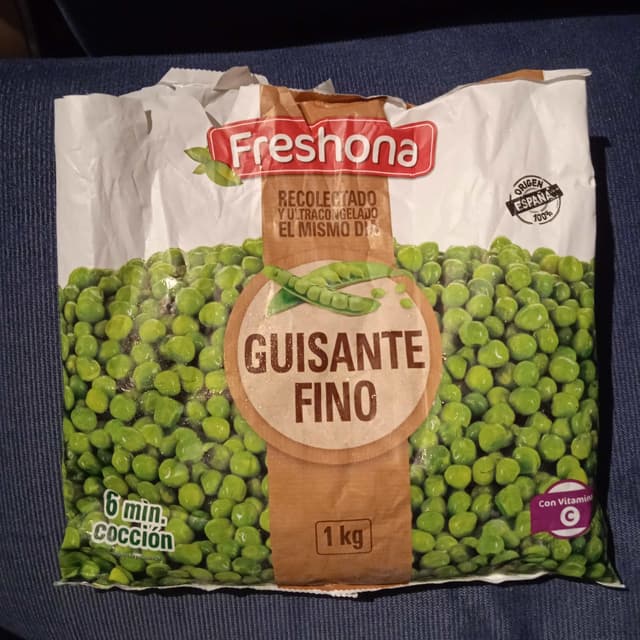 Freshona
RECOLECTADO
Y ULTRACONGELADO
EL MISMO DÍA
ORIGEN
ESPAÑA
100%
GUISANTE
FINO
6 min.
cocción
1 kg
Con Vitamina
C